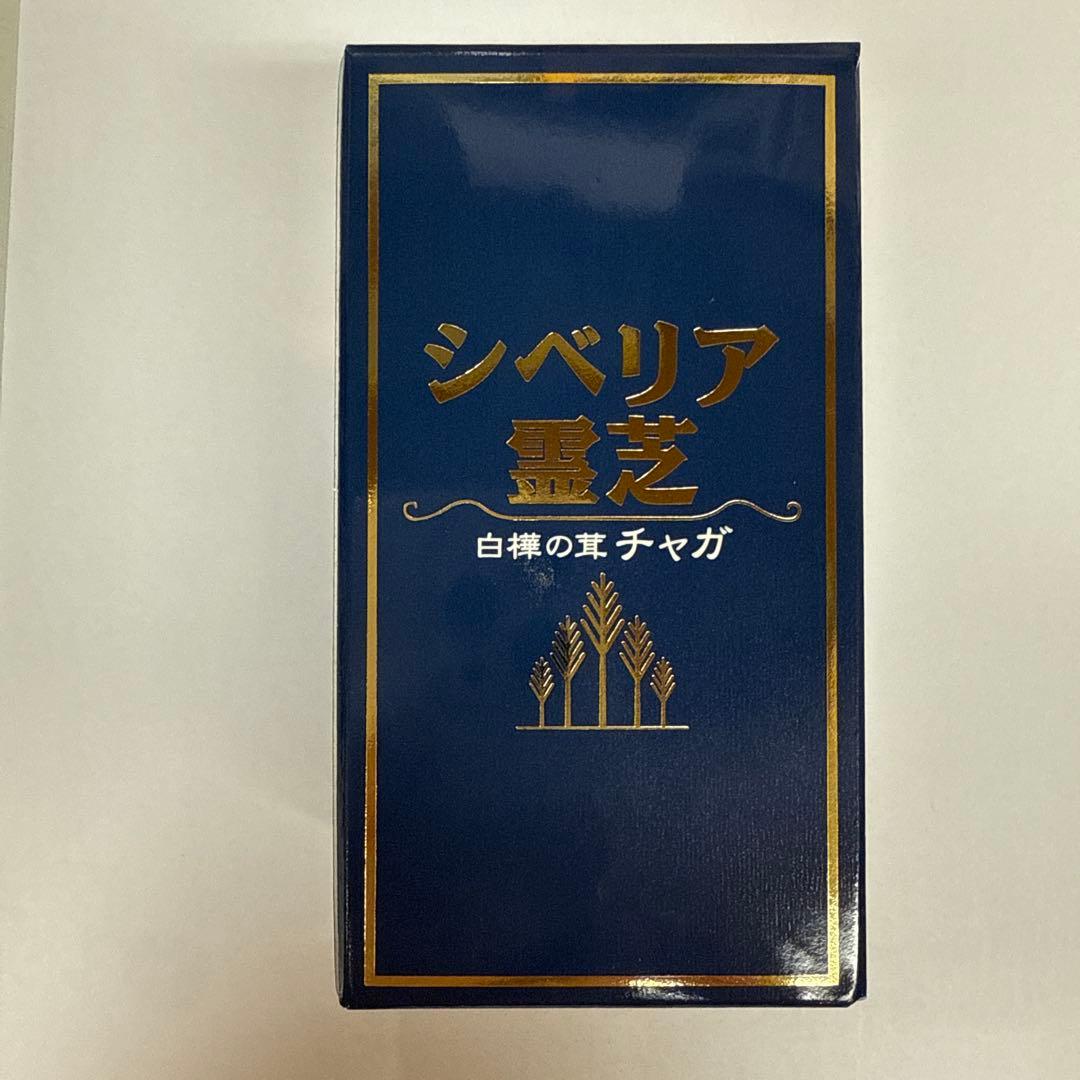 シベリア
霊芝
白樺の茸 チャガ